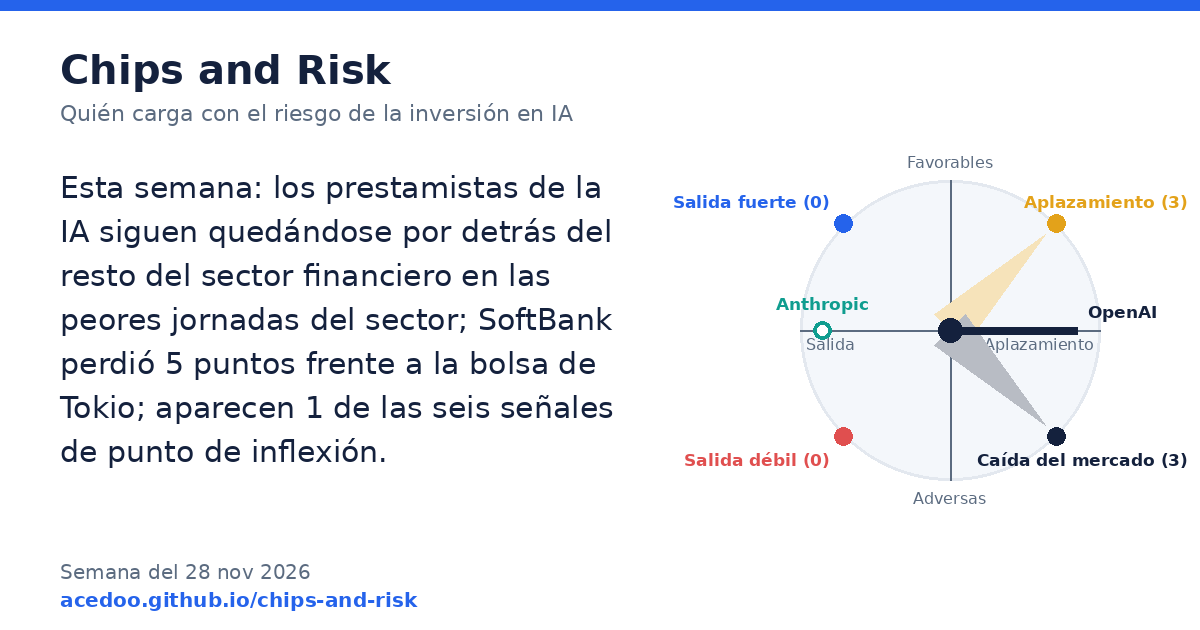 Chips and Risk
Quién carga con el riesgo de la inversión en IA
Esta semana: los prestamistas de la
IA siguen quedándose por detrás del
resto del sector financiero en las
peores jornadas del sector; SoftBank
perdió 5 puntos frente a la bolsa de
Tokio; aparecen 1 de las seis señales
de punto de inflexión.
Favorables
Salida fuerte (0)
Aplazamiento (3)
Anthropic
OpenAI
Salida
Aplazamiento
Salida débil (0)
Caída del mercado (3)
Adversas
Semana del 28 nov 2026
acedoo.github.io/chips-and-risk